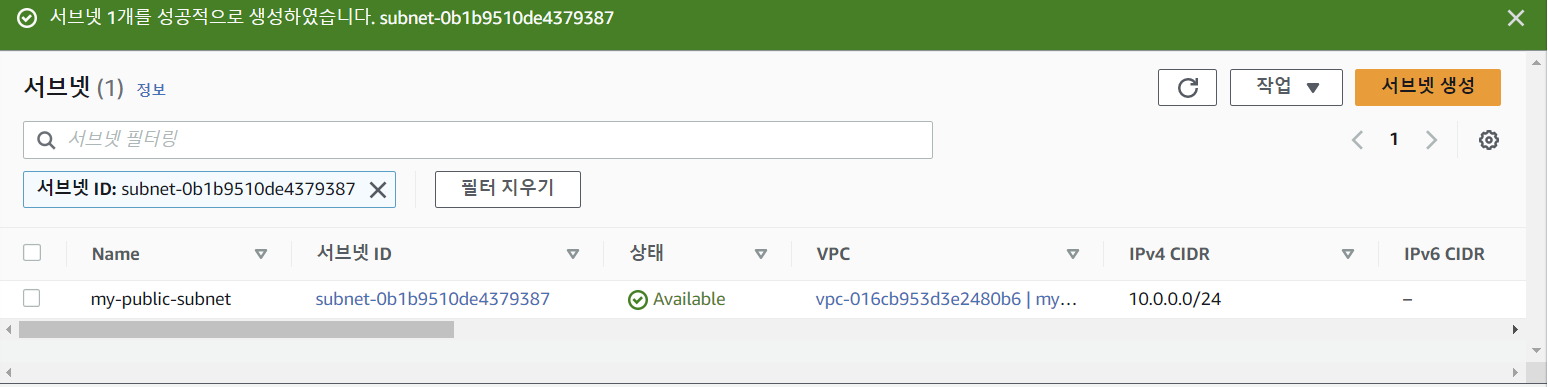 서브넷 1개를 성공적으로 생성하였습니다. subnet-0b1b9510de4379387
서브넷 (1) 정보
작업
서브넷 생성
서브넷 필터링
1
서브넷 ID: subnet-0b1b9510de4379387
필터 지우기
Name 서브넷 ID 상태 VPC IPv4 CIDR IPv6 CIDR
my-public-subnet subnet-0b1b9510de4379387 Available vpc-016cb953d3e2480b6 | my... 10.0.0.0/24 –